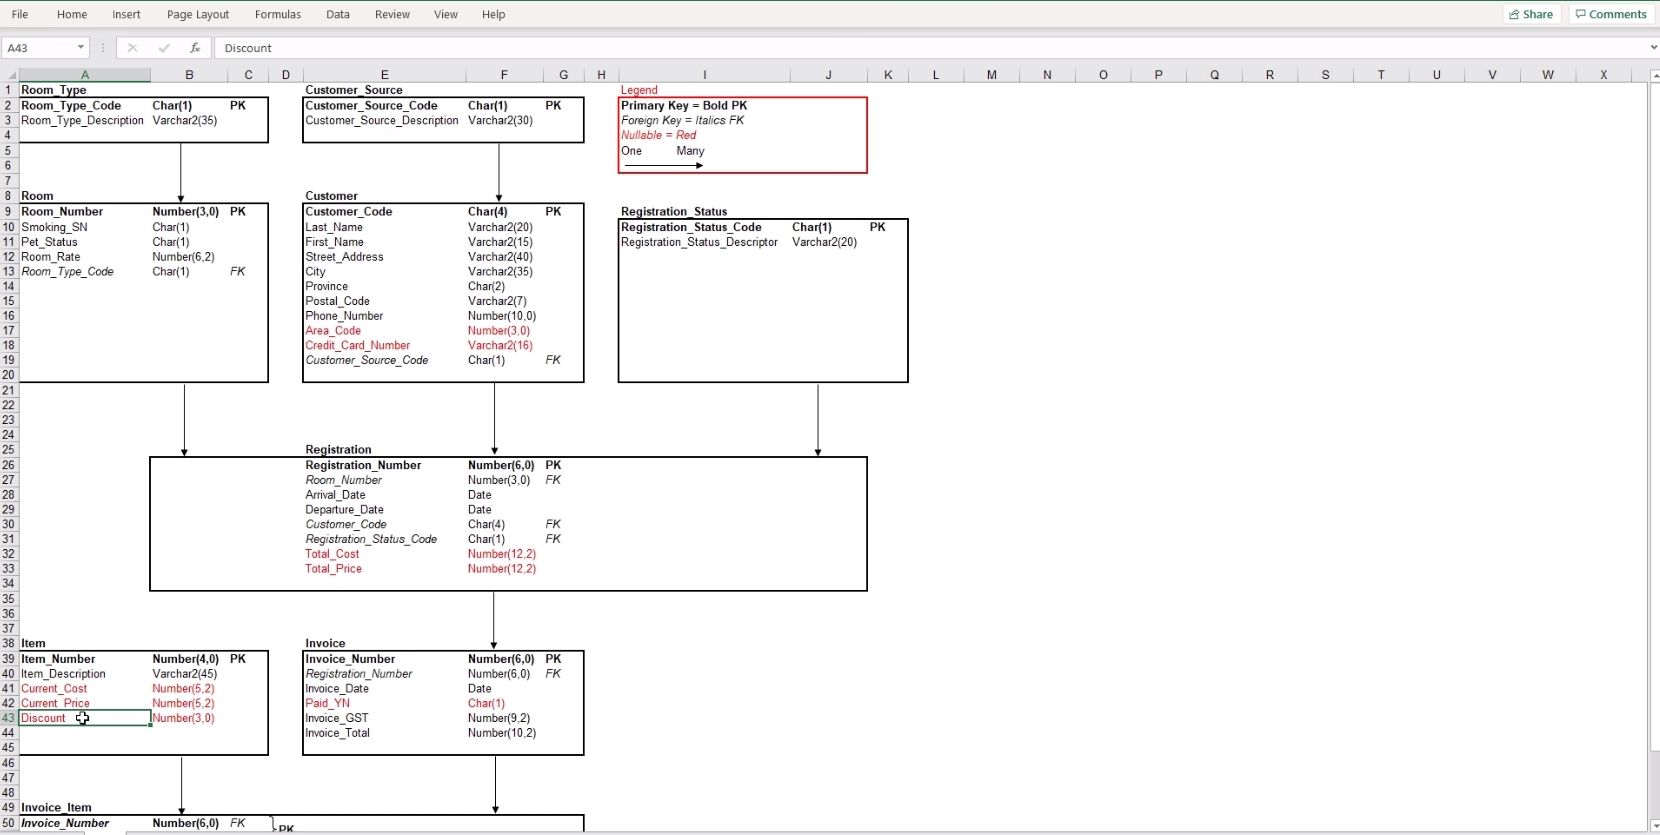 File Home Insert Page Layout Formulas Data Review View Help Share Comments
A43 fx Discount
A B C D E F G H I J K L M N O P Q R S T U V W X
1 Room_Type Customer_Source Legend
2 Room_Type_Code Char(1) PK Customer_Source_Code Char(1) PK Primary Key = Bold PK
3 Room_Type_Description Varchar2(35) Customer_Source_Description Varchar2(30) Foreign Key = Italics FK
4 Nullable = Red
5 One Many
6
7
8 Room Customer
9 Room_Number Number(3,0) PK Customer_Code Char(4) PK Registration_Status
10 Smoking_SN Char(1) Last_Name Varchar2(20) Registration_Status_Code Char(1) PK
11 Pet_Status Char(1) First_Name Varchar2(15) Registration_Status_Descriptor Varchar2(20)
12 Room_Rate Number(6,2) Street_Address Varchar2(40)
13 Room_Type_Code Char(1) FK City Varchar2(35)
14 Province Char(2)
15 Postal_Code Varchar2(7)
16 Phone_Number Number(10,0)
17 Area_Code Number(3,0)
18 Credit_Card_Number Varchar2(16)
19 Customer_Source_Code Char(1) FK
20
21
22
23
24
25 Registration
26 Registration_Number Number(6,0) PK
27 Room_Number Number(3,0) FK
28 Arrival_Date Date
29 Departure_Date Date
30 Customer_Code Char(4) FK
31 Registration_Status_Code Char(1) FK
32 Total_Cost Number(12,2)
33 Total_Price Number(12,2)
34
35
36
37
38 Item Invoice
39 Item_Number Number(4,0) PK Invoice_Number Number(6,0) PK
40 Item_Description Varchar2(45) Registration_Number Number(6,0) FK
41 Current_Cost Number(5,2) Invoice_Date Date
42 Current_Price Number(5,2) Paid_YN Char(1)
43 Discount Number(3,0) Invoice_GST Number(9,2)
44 Invoice_Total Number(10,2)
45
46
47
48
49 Invoice_Item
50 Invoice_Number Number(6,0) FK PK